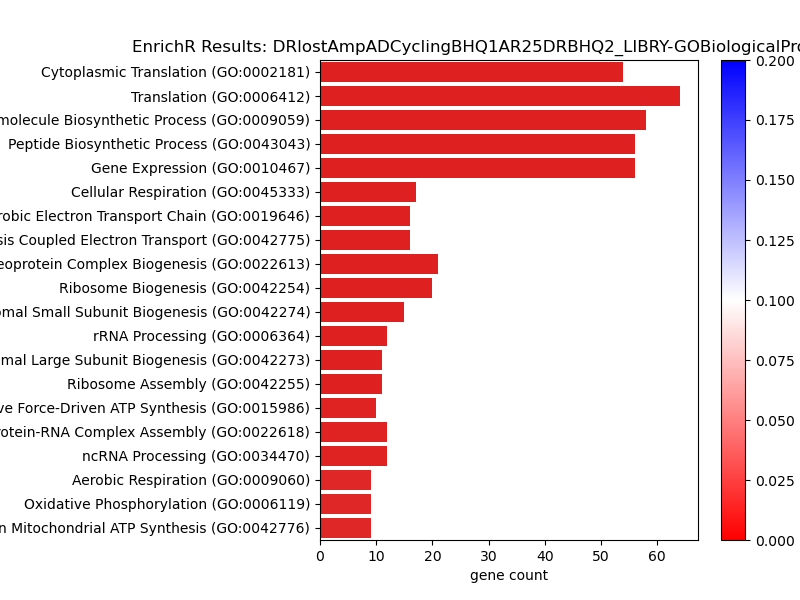 EnrichR Results: DRlostAmpADCyclingBHQ1AR25DRBHQ2_LIBRY-GOBiologicalPro
Cytoplasmic Translation (GO:0002181)
Translation (GO:0006412)
molecule Biosynthetic Process (GO:0009059)
Peptide Biosynthetic Process (GO:0043043)
Gene Expression (GO:0010467)
Cellular Respiration (GO:0045333)
robic Electron Transport Chain (GO:0019646)
sis Coupled Electron Transport (GO:0042775)
eoprotein Complex Biogenesis (GO:0022613)
Ribosome Biogenesis (GO:0042254)
omal Small Subunit Biogenesis (GO:0042274)
rRNA Processing (GO:0006364)
mal Large Subunit Biogenesis (GO:0042273)
Ribosome Assembly (GO:0042255)
ve Force-Driven ATP Synthesis (GO:0015986)
rotein-RNA Complex Assembly (GO:0022618)
ncRNA Processing (GO:0034470)
Aerobic Respiration (GO:0009060)
Oxidative Phosphorylation (GO:0006119)
n Mitochondrial ATP Synthesis (GO:0042776)
0 10 20 30 40 50 60
gene count
0.200
0.175
0.150
0.125
0.100
0.075
0.050
0.025
0.000